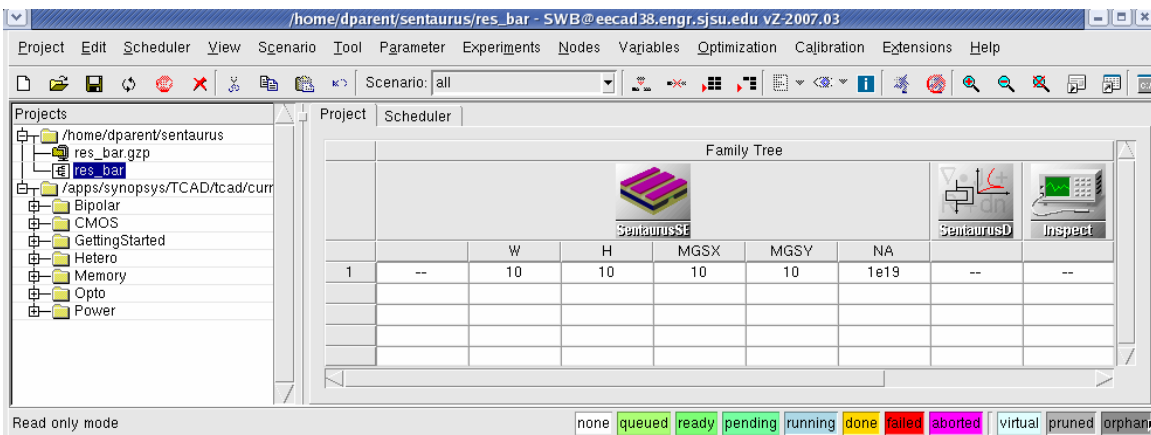 /home/dparent/sentaurus/res_bar - SWB@eecad38.engr.sjsu.edu vZ-2007.03
Project Edit Scheduler View Scenario Tool Parameter Experiments Nodes Variables Optimization Calibration Extensions Help
Scenario: all
Projects
/home/dparent/sentaurus
res_bar.gzp
res_bar
/apps/synopsys/TCAD/tcad/curr
Bipolar
CMOS
GettingStarted
Hetero
Memory
Opto
Power
Project Scheduler
Family Tree
SentaurusSE SentaurusD Inspect
W H MGSX MGSY NA
1 -- 10 10 10 10 1e19 -- --
Read only mode
none queued ready pending running done failed aborted virtual pruned orphan